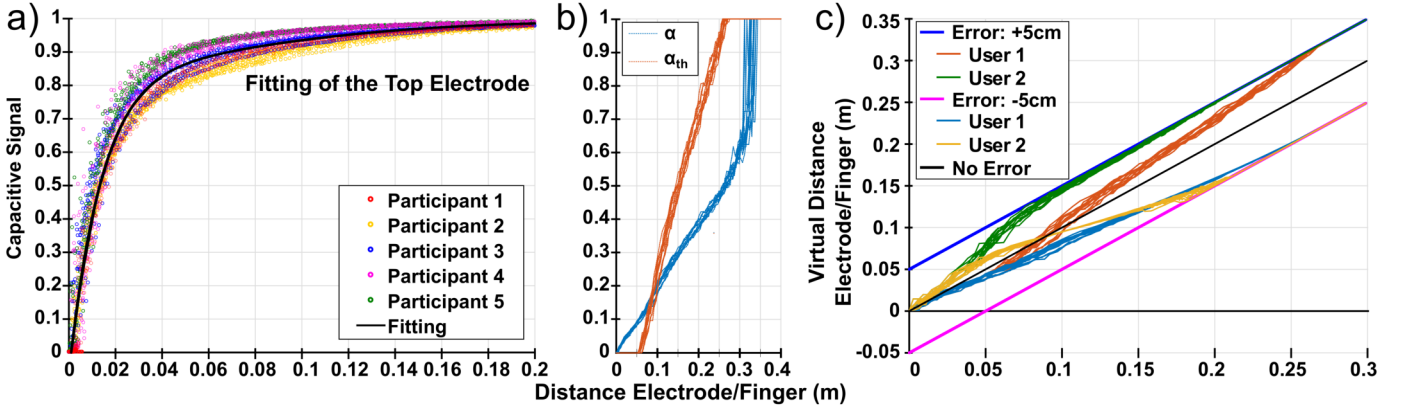 a)
Capacitive Signal
1
0.9
0.8
0.7
0.6
0.5
0.4
0.3
0.2
0.1
0
Fitting of the Top Electrode
Participant 1
Participant 2
Participant 3
Participant 4
Participant 5
Fitting
0 0.02 0.04 0.06 0.08 0.1 0.12 0.14 0.16 0.18 0.2
b)
α
α_th
1
0.9
0.8
0.7
0.6
0.5
0.4
0.3
0.2
0.1
0
0 0.1 0.2 0.3 0.4
c)
Virtual Distance
Electrode/Finger (m)
0.35
0.3
0.25
0.2
0.15
0.1
0.05
0
-0.05
Error: +5cm
User 1
User 2
Error: -5cm
User 1
User 2
No Error
0 0.05 0.1 0.15 0.2 0.25 0.3
Distance Electrode/Finger (m)